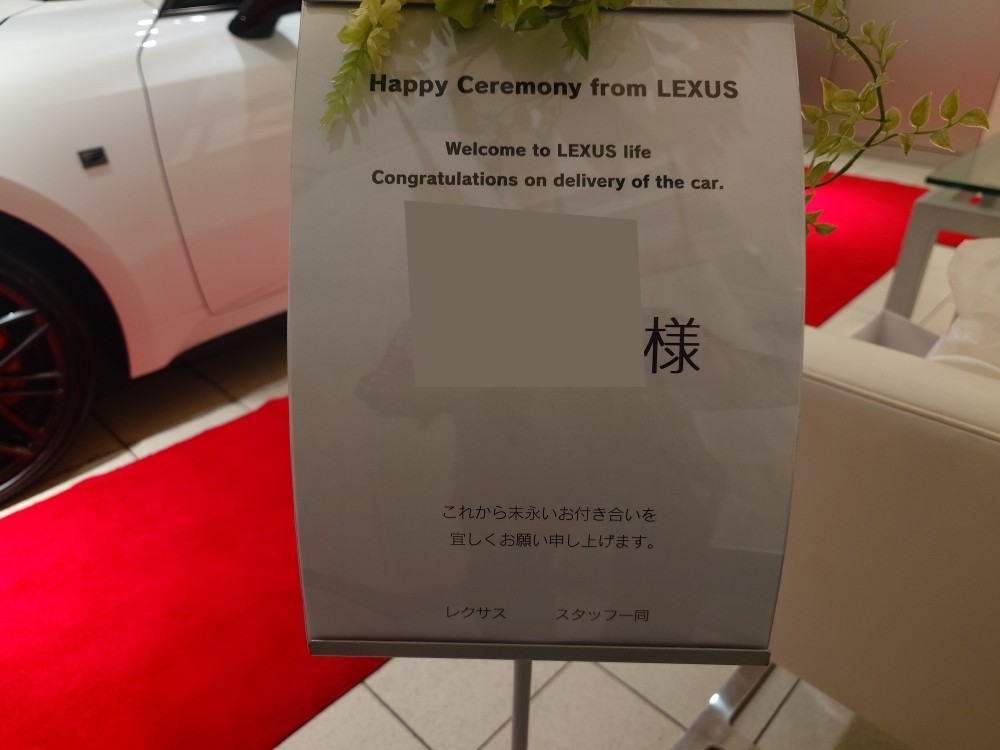 Happy Ceremony from LEXUS
Welcome to LEXUS life
Congratulations on delivery of the car.
様
これから末永いお付き合いを
宜しくお願い申し上げます。
レクサス　　　スタッフ一同